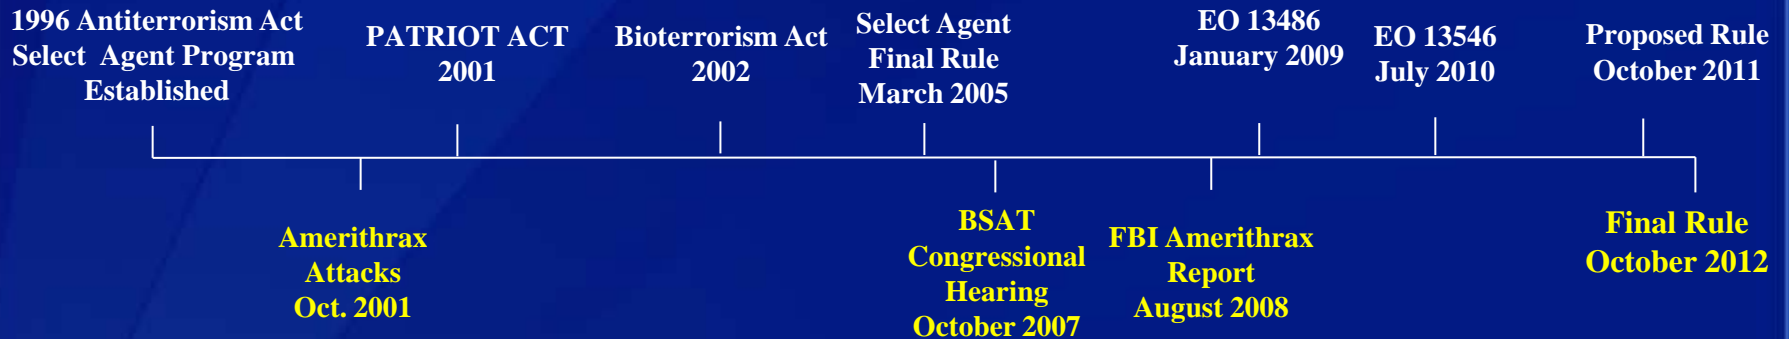 1996 Antiterrorism Act
Select  Agent Program
Established
PATRIOT ACT
2001
Bioterrorism Act
2002
Select Agent
Final Rule
March 2005
EO 13486
January 2009
EO 13546
July 2010
Proposed Rule
October 2011
Amerithrax
Attacks
Oct. 2001
BSAT
Congressional
Hearing
October 2007
FBI Amerithrax
Report
August 2008
Final Rule
October 2012